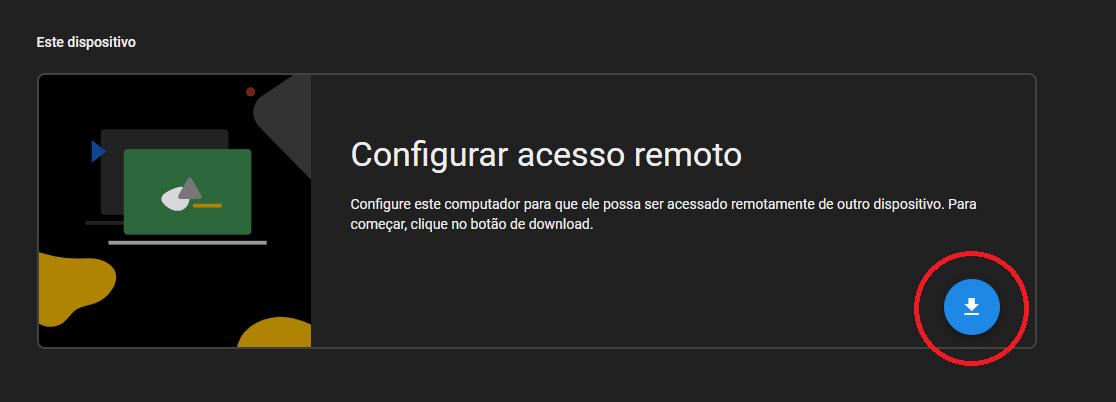 Este dispositivo
Configurar acesso remoto
Configure este computador para que ele possa ser acessado remotamente de outro dispositivo. Para
começar, clique no botão de download.